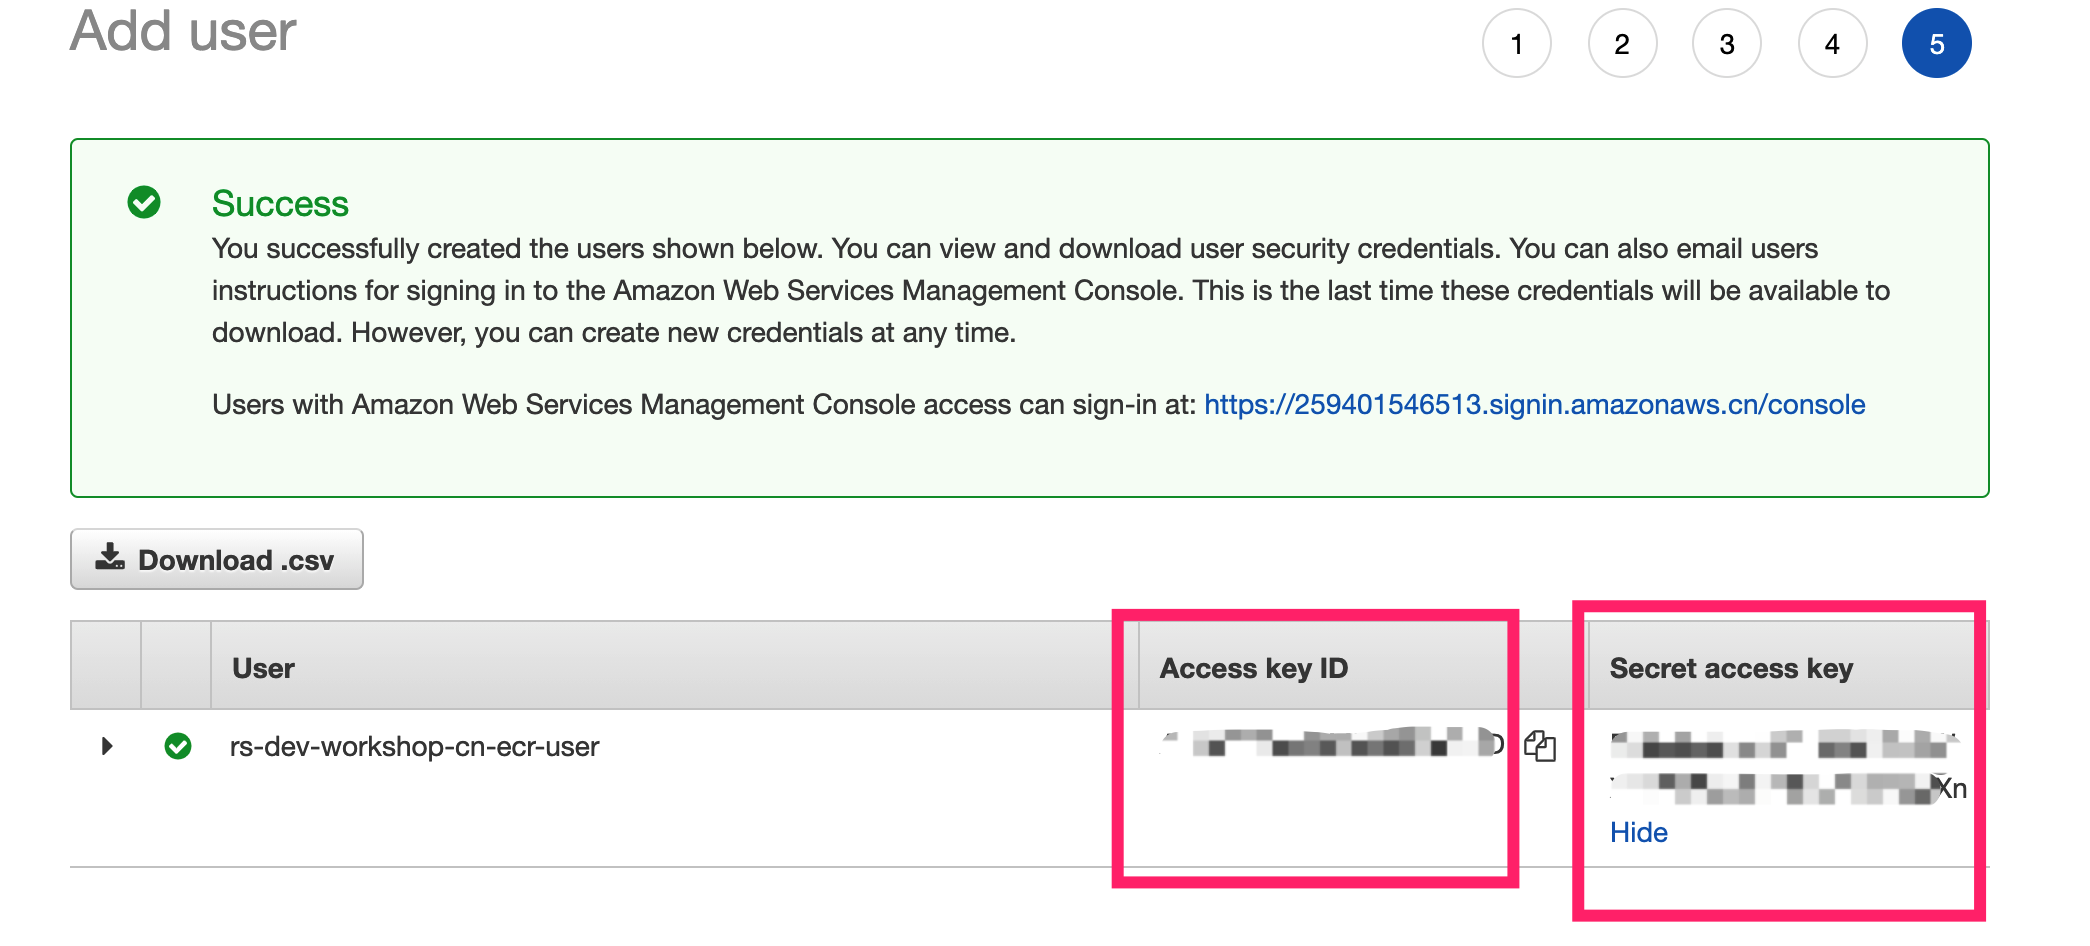 Add user
1 2 3 4 5
Success
You successfully created the users shown below. You can view and download user security credentials. You can also email users
instructions for signing in to the Amazon Web Services Management Console. This is the last time these credentials will be available to
download. However, you can create new credentials at any time.
Users with Amazon Web Services Management Console access can sign-in at: https://259401546513.signin.amazonaws.cn/console
Download .csv
User Access key ID Secret access key
rs-dev-workshop-cn-ecr-user
Xn
Hide